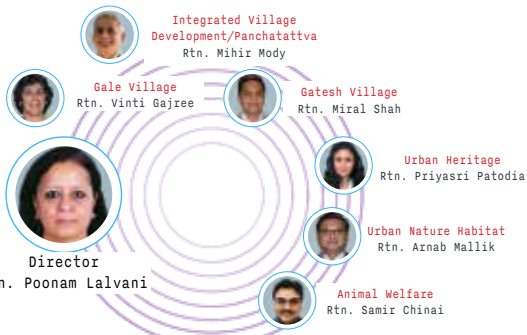 Integrated Village
Development/Panchatattva
Rtn. Mihir Mody
Gale Village
Rtn. Vinti Gajree
Gatesh Village
Rtn. Miral Shah
Urban Heritage
Rtn. Priyasri Patodia
Urban Nature Habitat
Rtn. Arnab Mallik
Director
n. Poonam Lalvani
Animal Welfare
Rtn. Samir Chinai